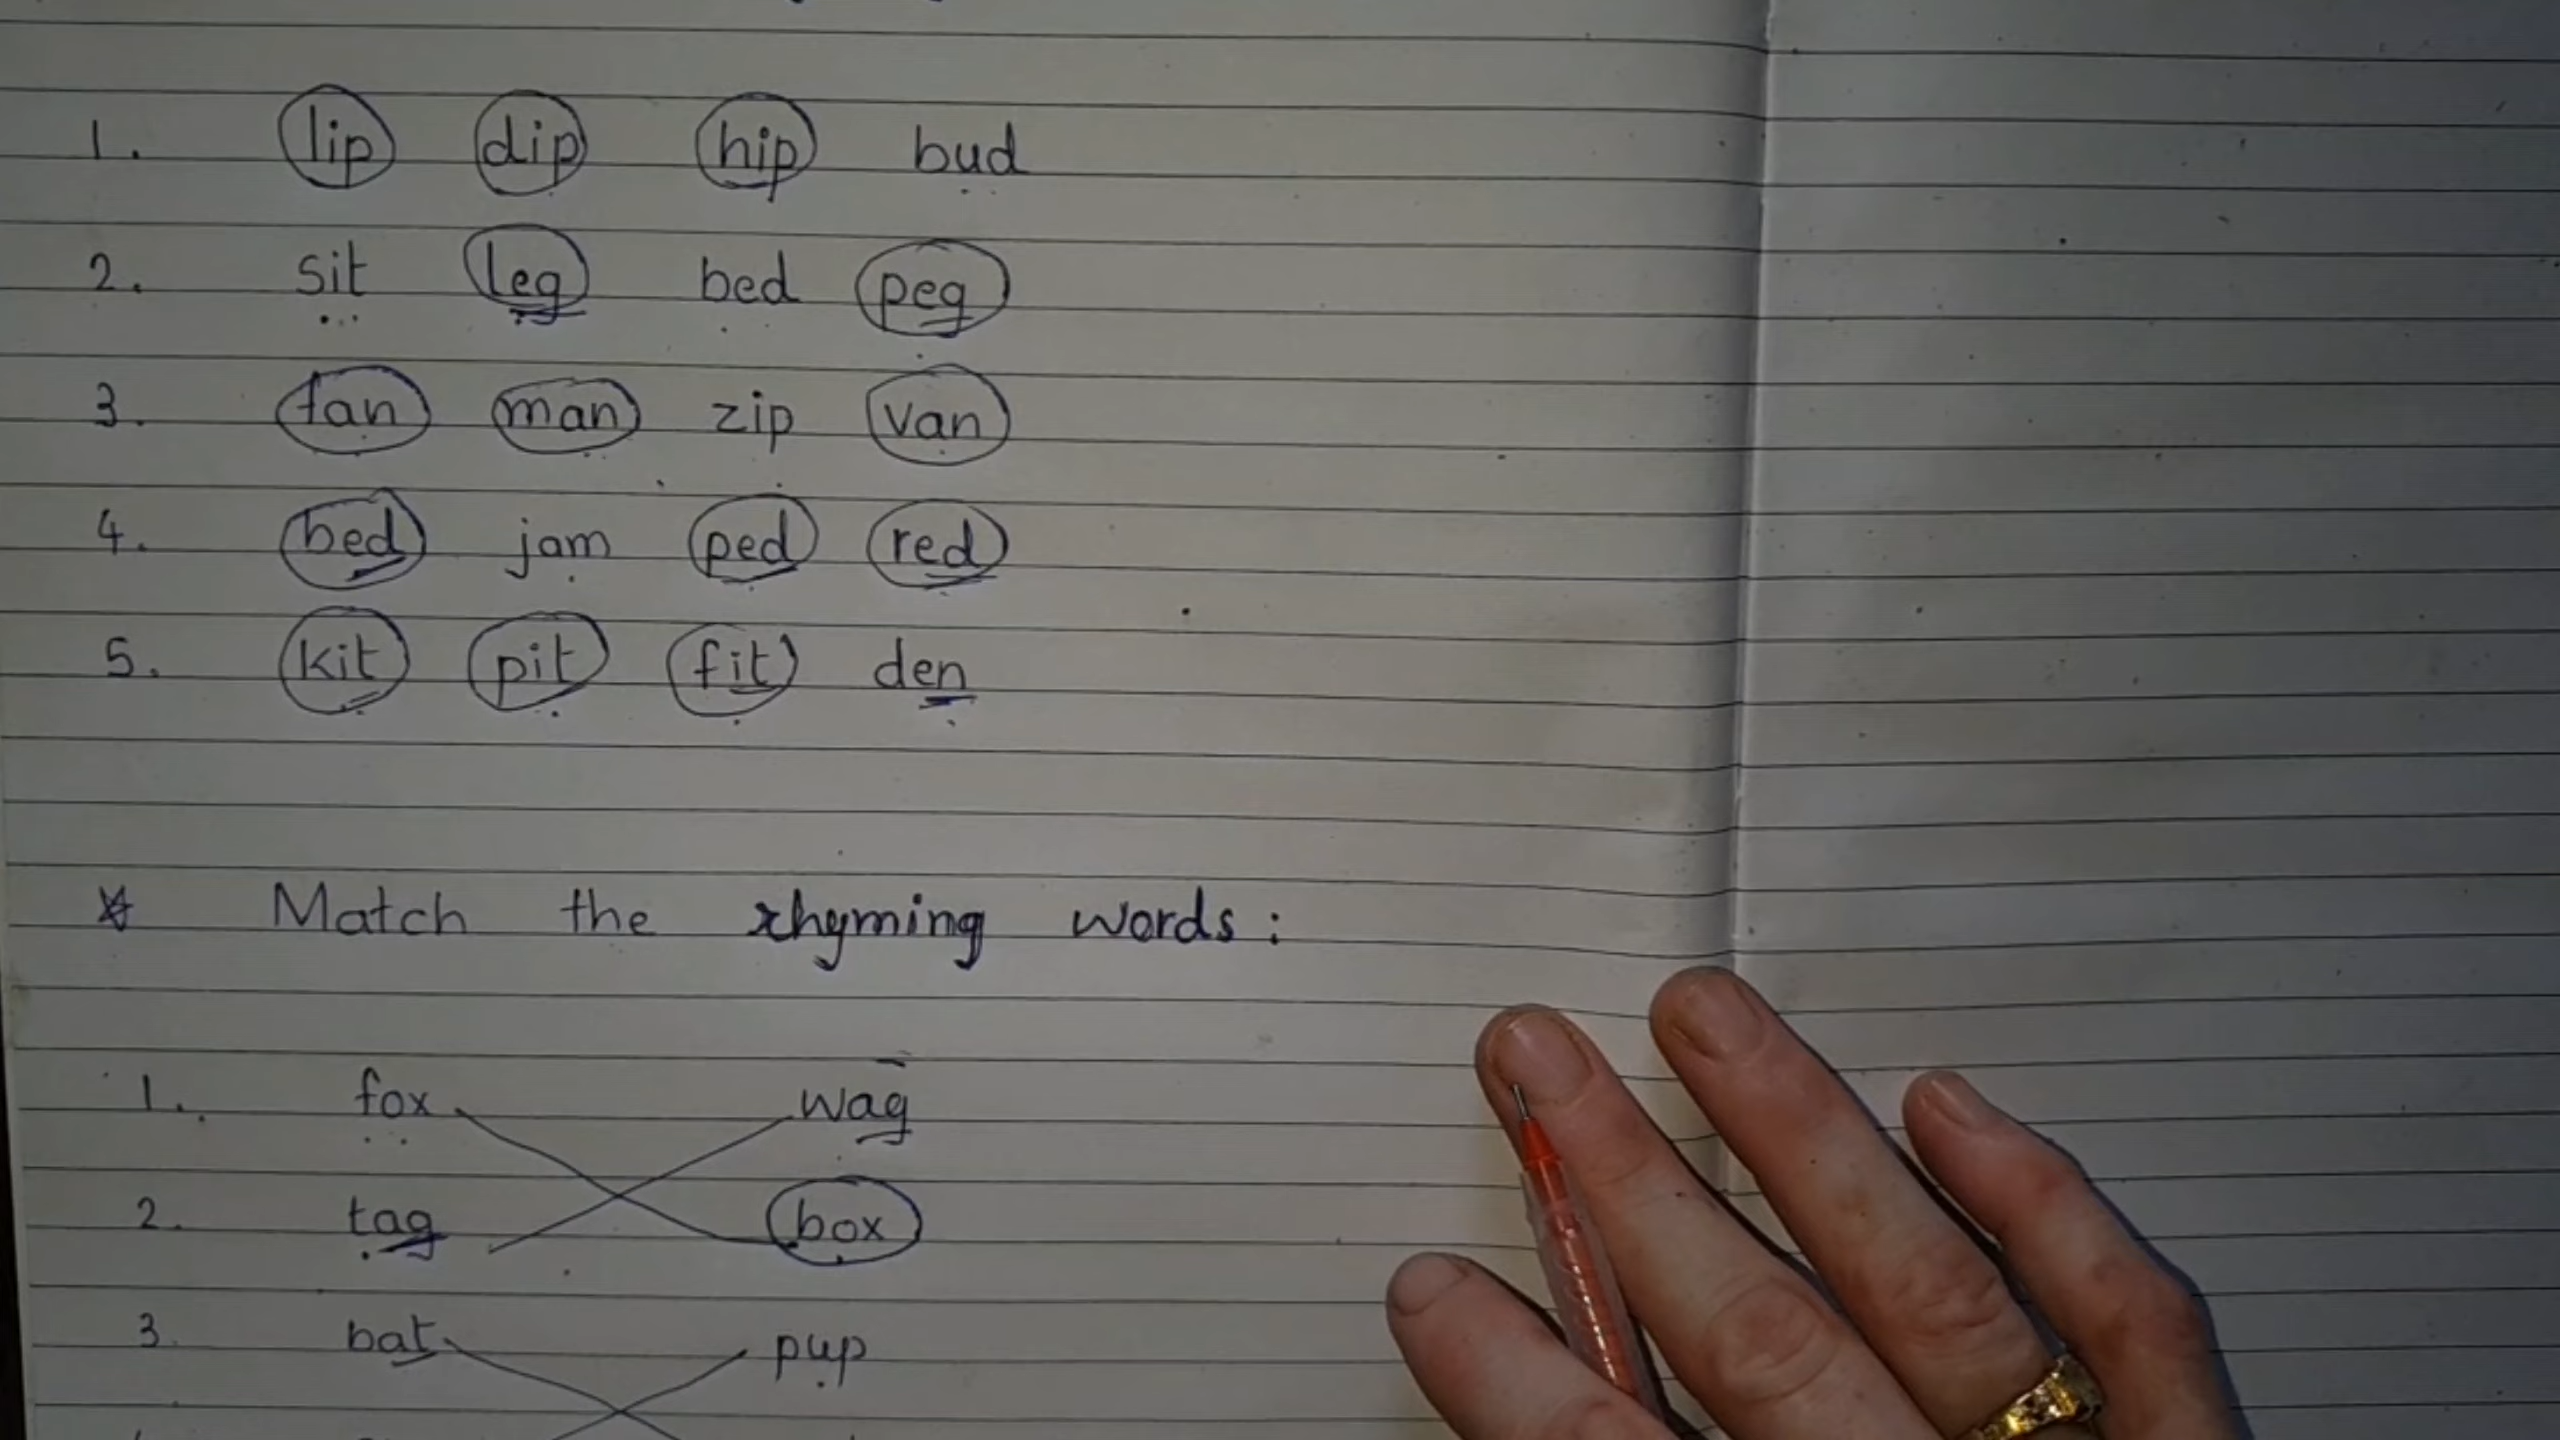 1. lip dip hip bud
2. sit leg bed peg
3. fan man zip van
4. bed jam ped red
5. kit pit fit den
* Match the rhyming words:
1. fox wag
2. tag box
3. bat pup